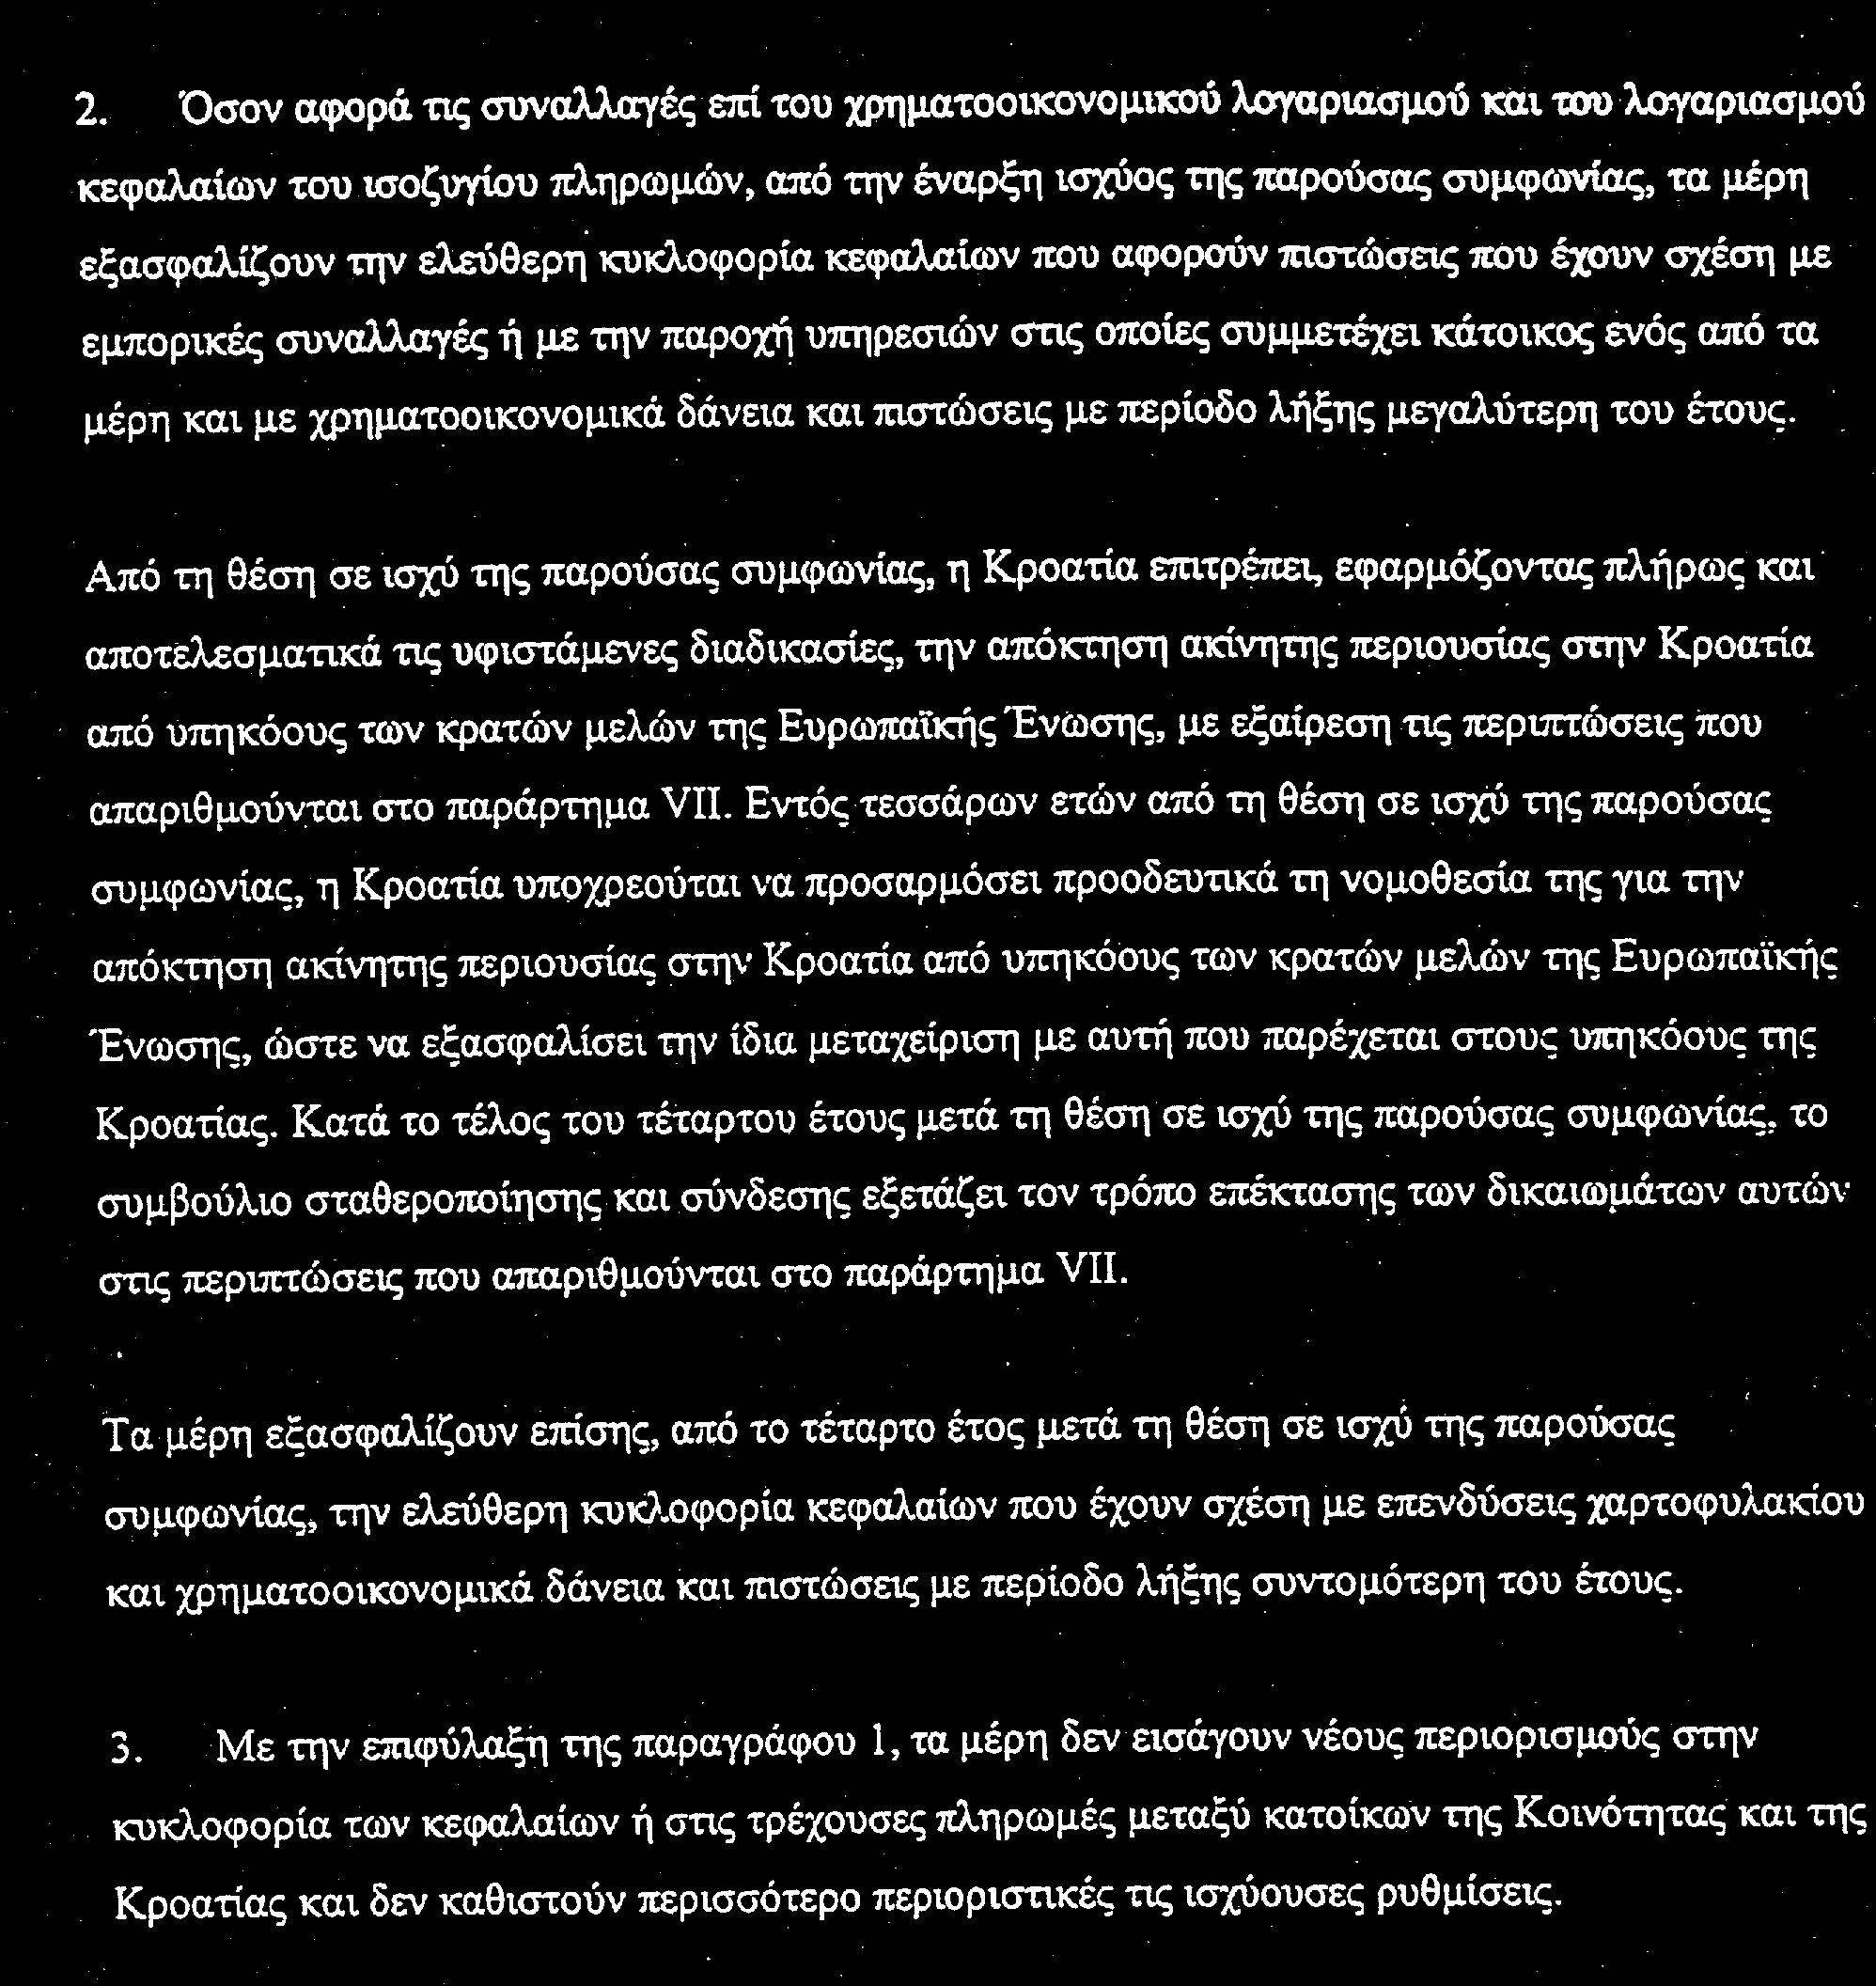 2. Όσον αφορά τις συναλλαγές επί του χρηματοοικονομικού λογαριασμού και του λογαριασμού
κεφαλαίων του ισοζυγίου πληρωμών, από την έναρξη ισχύος της παρούσας συμφωνίας, τα μέρη
εξασφαλίζουν την ελεύθερη κυκλοφορία κεφαλαίων που αφορούν πιστώσεις που έχουν σχέση με
εμπορικές συναλλαγές ή με την παροχή υπηρεσιών στις οποίες συμμετέχει κάτοικος ενός από τα
μέρη και με χρηματοοικονομικά δάνεια και πιστώσεις με περίοδο λήξης μεγαλύτερη του έτους.
Από τη θέση σε ισχύ της παρούσας συμφωνίας, η Κροατία επιτρέπει, εφαρμόζοντας πλήρως και
αποτελεσματικά τις υφιστάμενες διαδικασίες, την απόκτηση ακίνητης περιουσίας στην Κροατία
από υπηκόους των κρατών μελών της Ευρωπαϊκής Ένωσης, με εξαίρεση τις περιπτώσεις που
απαριθμούνται στο παράρτημα VII. Εντός τεσσάρων ετών από τη θέση σε ισχύ της παρούσας
συμφωνίας, η Κροατία υποχρεούται να προσαρμόσει προοδευτικά τη νομοθεσία της για την
απόκτηση ακίνητης περιουσίας στην Κροατία από υπηκόους των κρατών μελών της Ευρωπαϊκής
Ένωσης, ώστε να εξασφαλίσει την ίδια μεταχείριση με αυτή που παρέχεται στους υπηκόους της
Κροατίας. Κατά το τέλος του τέταρτου έτους μετά τη θέση σε ισχύ της παρούσας συμφωνίας, το
συμβούλιο σταθεροποίησης και σύνδεσης εξετάζει τον τρόπο επέκτασης των δικαιωμάτων αυτών
στις περιπτώσεις που απαριθμούνται στο παράρτημα VII.
Τα μέρη εξασφαλίζουν επίσης, από το τέταρτο έτος μετά τη θέση σε ισχύ της παρούσας
συμφωνίας, την ελεύθερη κυκλοφορία κεφαλαίων που έχουν σχέση με επενδύσεις χαρτοφυλακίου
και χρηματοοικονομικά δάνεια και πιστώσεις με περίοδο λήξης συντομότερη του έτους.
3. Με την επιφύλαξη της παραγράφου 1, τα μέρη δεν εισάγουν νέους περιορισμούς στην
κυκλοφορία των κεφαλαίων ή στις τρέχουσες πληρωμές μεταξύ κατοίκων της Κοινότητας και της
Κροατίας και δεν καθιστούν περισσότερο περιοριστικές τις ισχύουσες ρυθμίσεις.